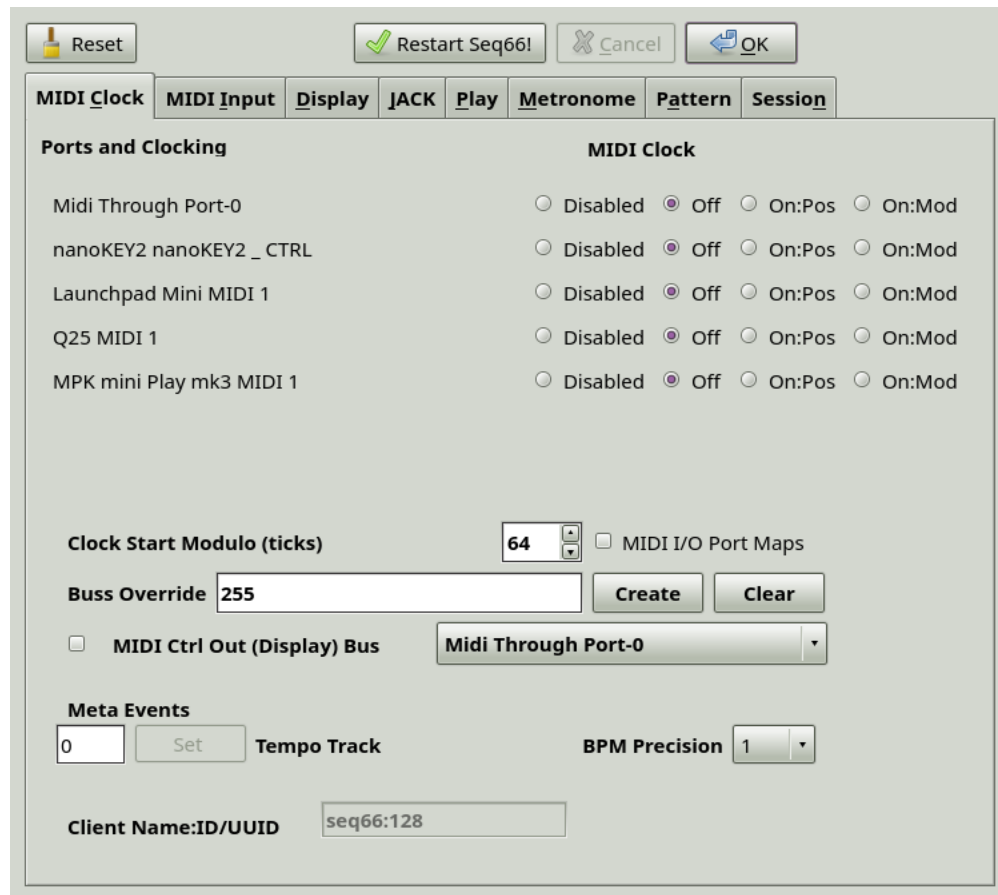 Reset Restart Seq66! Cancel OK
MIDI Clock MIDI Input Display JACK Play Metronome Pattern Session
Ports and Clocking MIDI Clock
Midi Through Port-0 Disabled Off On:Pos On:Mod
nanoKEY2 nanoKEY2 _ CTRL Disabled Off On:Pos On:Mod
Launchpad Mini MIDI 1 Disabled Off On:Pos On:Mod
Q25 MIDI 1 Disabled Off On:Pos On:Mod
MPK mini Play mk3 MIDI 1 Disabled Off On:Pos On:Mod
Clock Start Modulo (ticks) 64 MIDI I/O Port Maps
Buss Override 255 Create Clear
MIDI Ctrl Out (Display) Bus Midi Through Port-0
Meta Events
0 Set Tempo Track BPM Precision 1
Client Name:ID/UUID seq66:128